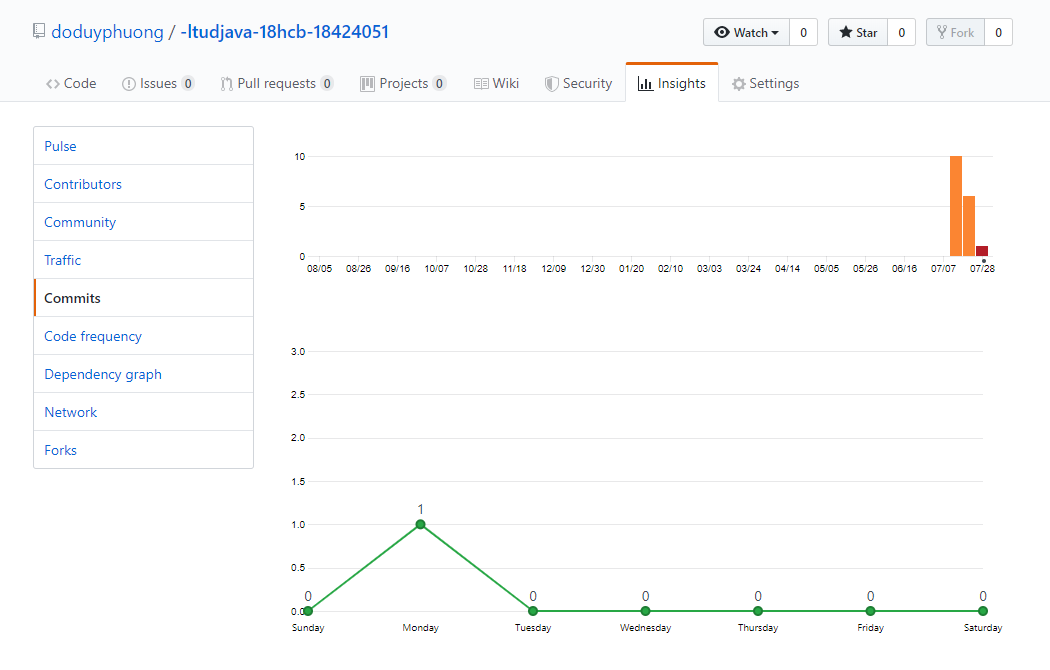 doduyphuong / -ltudjava-18hcb-18424051
Watch 0 Star 0 Fork 0
Code Issues 0 Pull requests 0 Projects 0 Wiki Security Insights Settings
Pulse
Contributors
Community
Traffic
Commits
Code frequency
Dependency graph
Network
Forks
10
5
0
08/05 08/26 09/16 10/07 10/28 11/18 12/09 12/30 01/20 02/10 03/03 03/24 04/14 05/05 05/26 06/16 07/07 07/28
3.0
2.5
2.0
1.5
1
1.0
0.5
0 0 0 0 0 0
0.0
Sunday Monday Tuesday Wednesday Thursday Friday Saturday